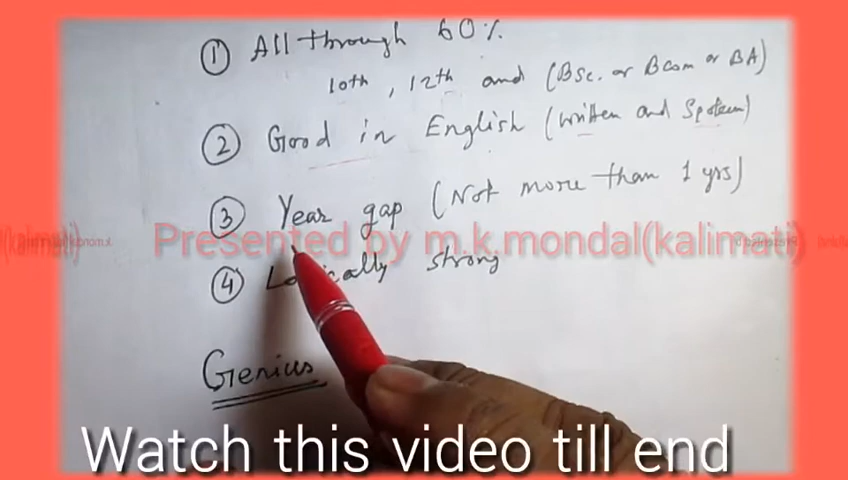 ① All through 60%
10th, 12th and (BSc. or Bcom or BA)
② Good in English (written and Spoken)
③ Year gap (Not more than 1 yrs)
Presented by m.k.mondal(kalimati)
④ Logically strong
Genius
Watch this video till end